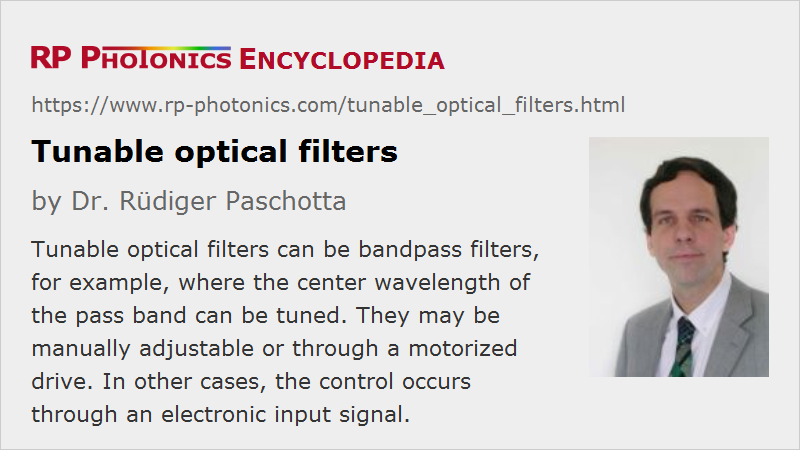 RP PHOTONICS ENCYCLOPEDIA
https://www.rp-photonics.com/tunable_optical_filters.html
Tunable optical filters
by Dr. Rüdiger Paschotta
Tunable optical filters can be bandpass filters,
for example, where the center wavelength of
the pass band can be tuned. They may be
manually adjustable or through a motorized
drive. In other cases, the control occurs
through an electronic input signal.